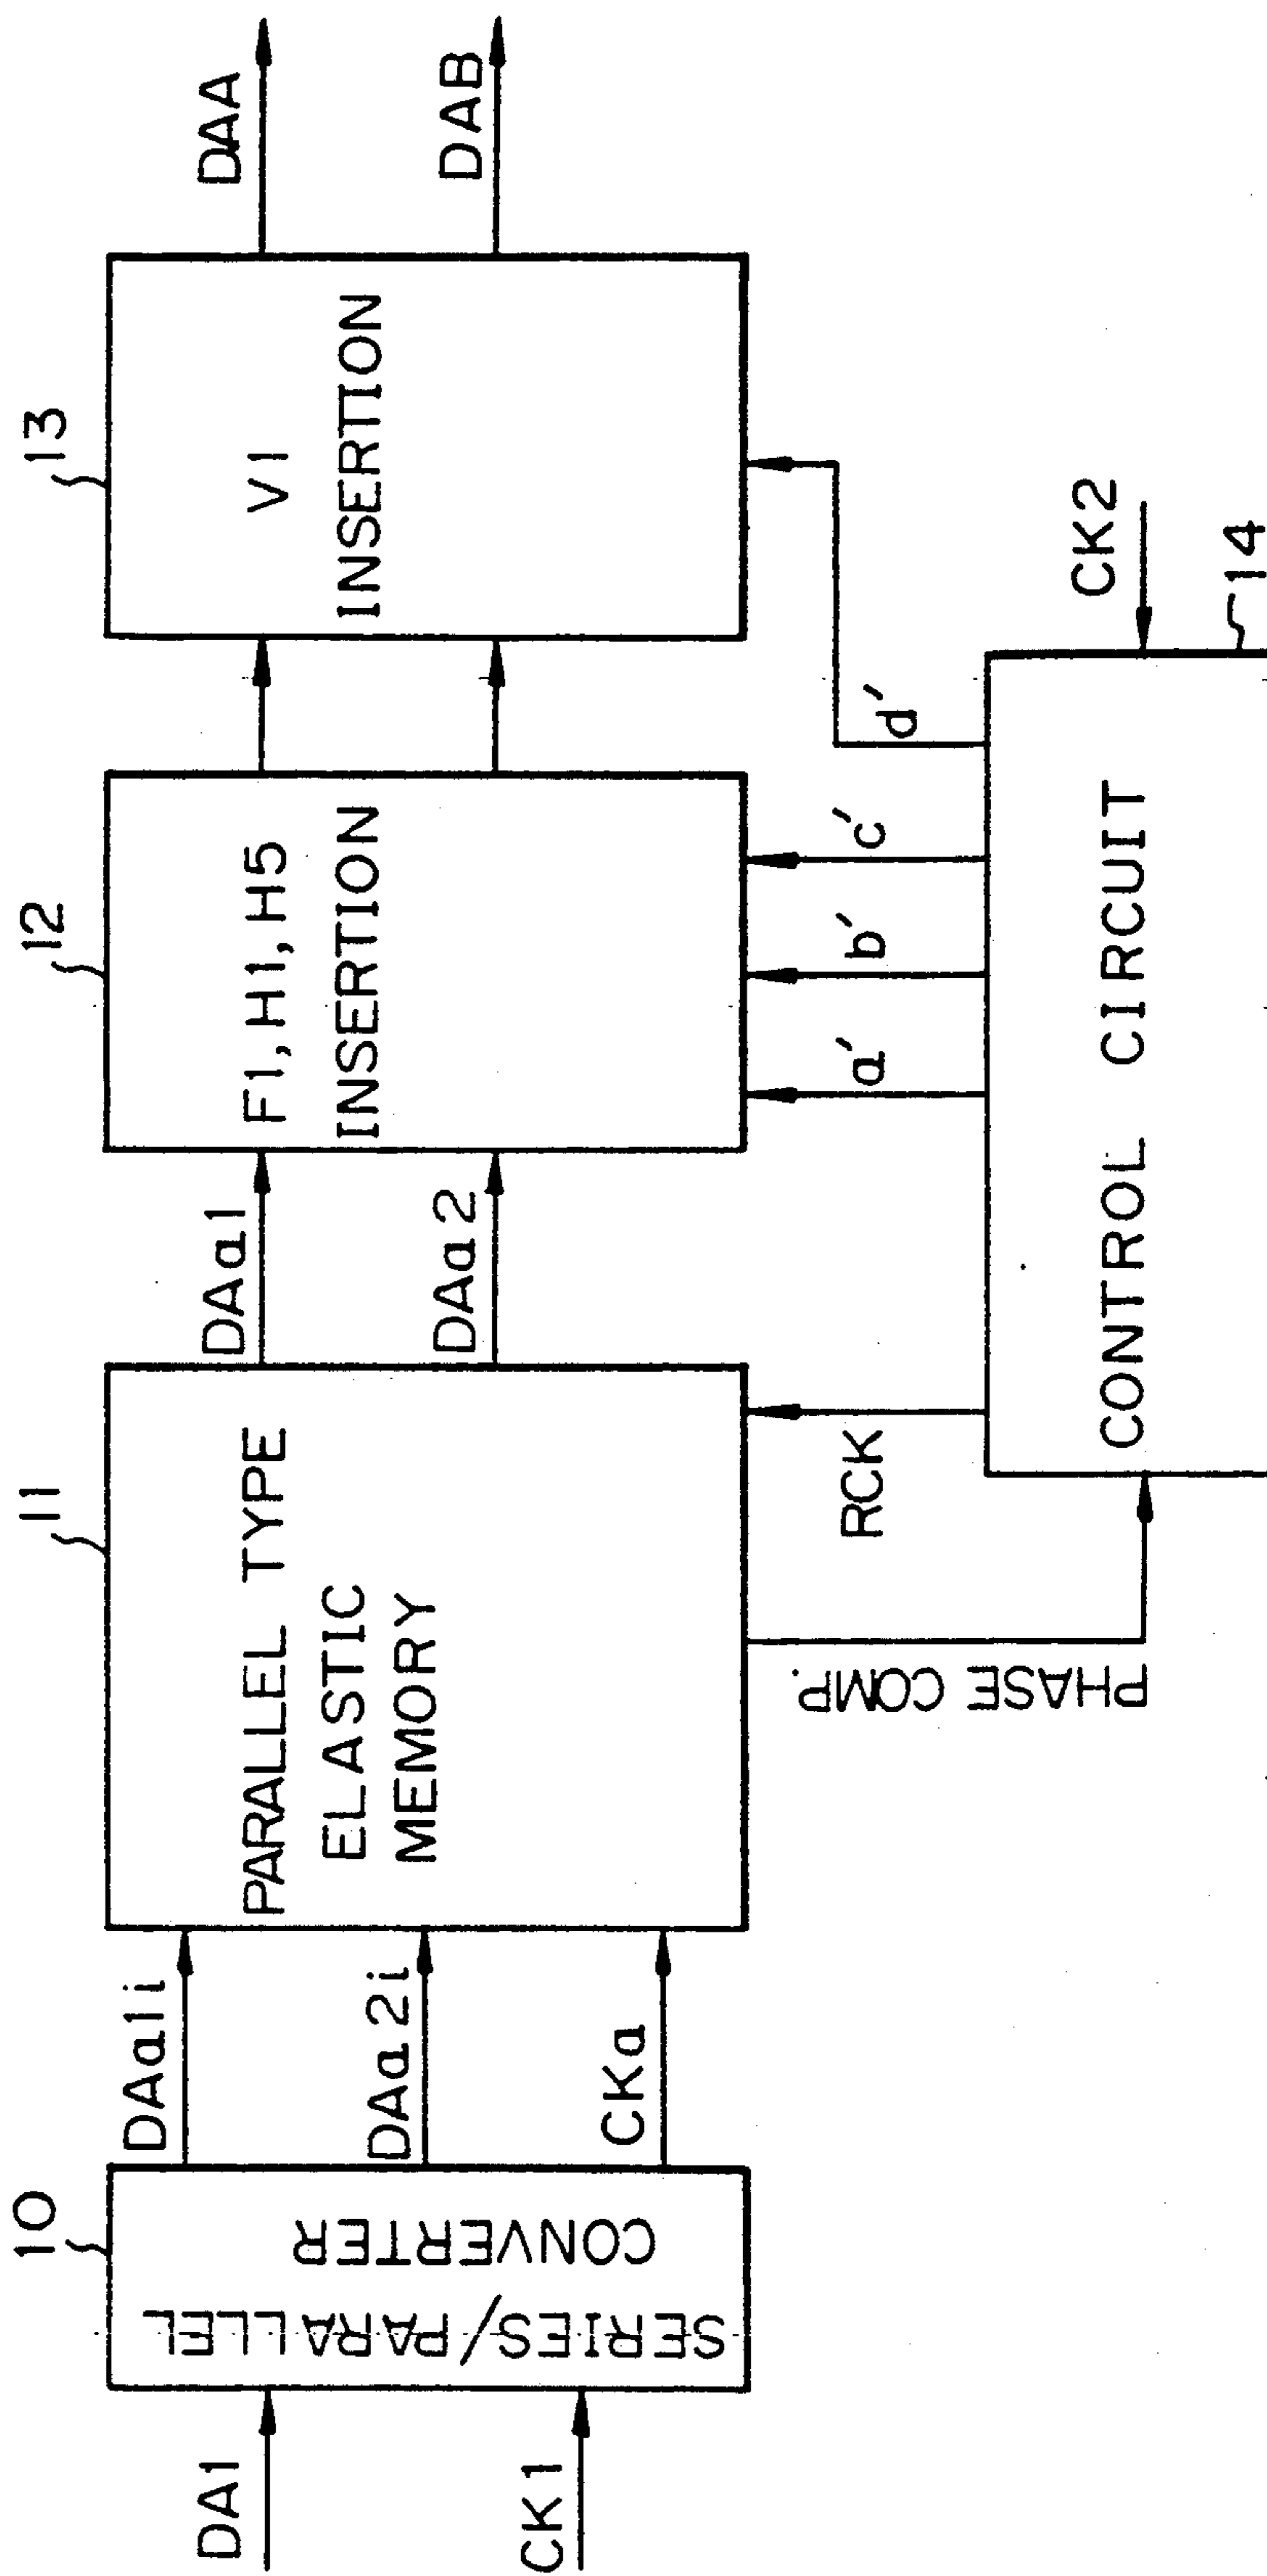 10
11
12
13
DA1
CK1
SERIES/PARALLEL
CONVERTER
DAa1i
DAa2i
CKa
PARALLEL TYPE
ELASTIC
MEMORY
DAa1
DAa2
F1, H1, H5
INSERTION
V1
INSERTION
DAA
DAB
PHASE COMP.
RCK
a'
b'
c'
d'
CONTROL CIRCUIT
CK2
14